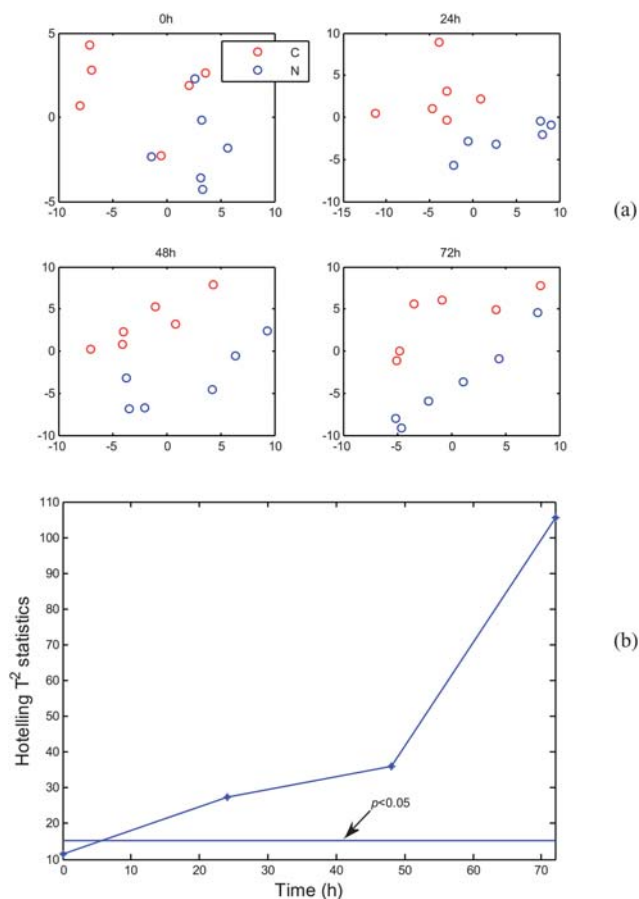 0h
24h
C
N
5
0
-5
-10 -5 0 5 10
10
5
0
-5
-10
-15 -10 -5 0 5 10
(a)
48h
72h
10
5
0
-5
-10
-10 -5 0 5 10
10
5
0
-5
-10
-10 -5 0 5 10
110
100
90
80
70
60
50
40
30
20
10
Hotelling T² statistics
p<0.05
(b)
0 10 20 30 40 50 60 70
Time (h)